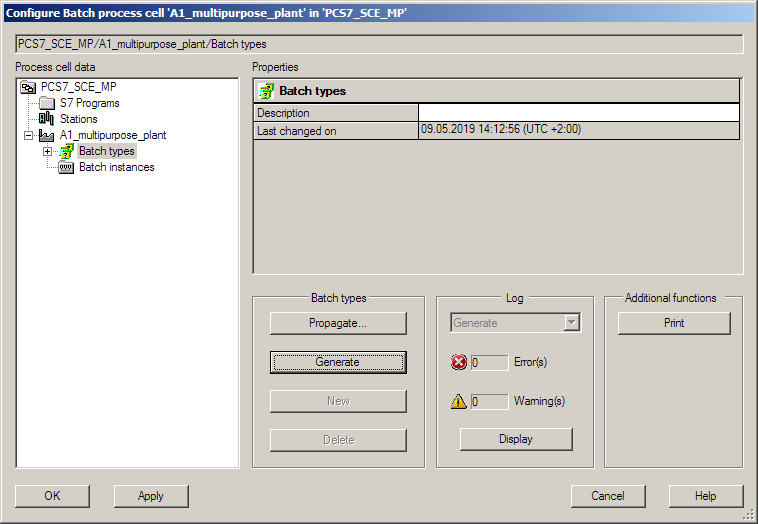 Configure Batch process cell 'A1_multipurpose_plant' in 'PCS7_SCE_MP'
PCS7_SCE_MP/A1_multipurpose_plant/Batch types
Process cell data
PCS7_SCE_MP
S7 Programs
Stations
A1_multipurpose_plant
Batch types
Batch instances
Properties
Batch types
Description
Last changed on 09.05.2019 14:12:56 (UTC +2:00)
Batch types
Propagate...
Generate
New
Delete
Log
Generate
0 Error(s)
0 Warning(s)
Display
Additional functions
Print
OK Apply Cancel Help